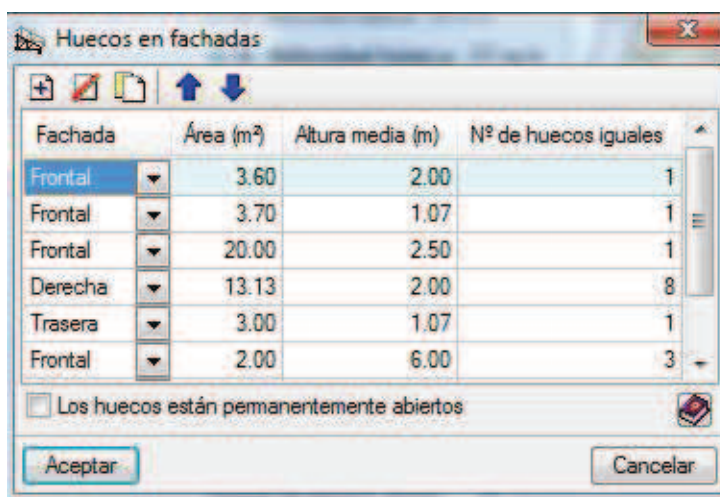 Huecos en fachadas
Fachada Área (m²) Altura media (m) Nº de huecos iguales
Frontal 3.60 2.00 1
Frontal 3.70 1.07 1
Frontal 20.00 2.50 1
Derecha 13.13 2.00 8
Trasera 3.00 1.07 1
Frontal 2.00 6.00 3
Los huecos están permanentemente abiertos
Aceptar Cancelar